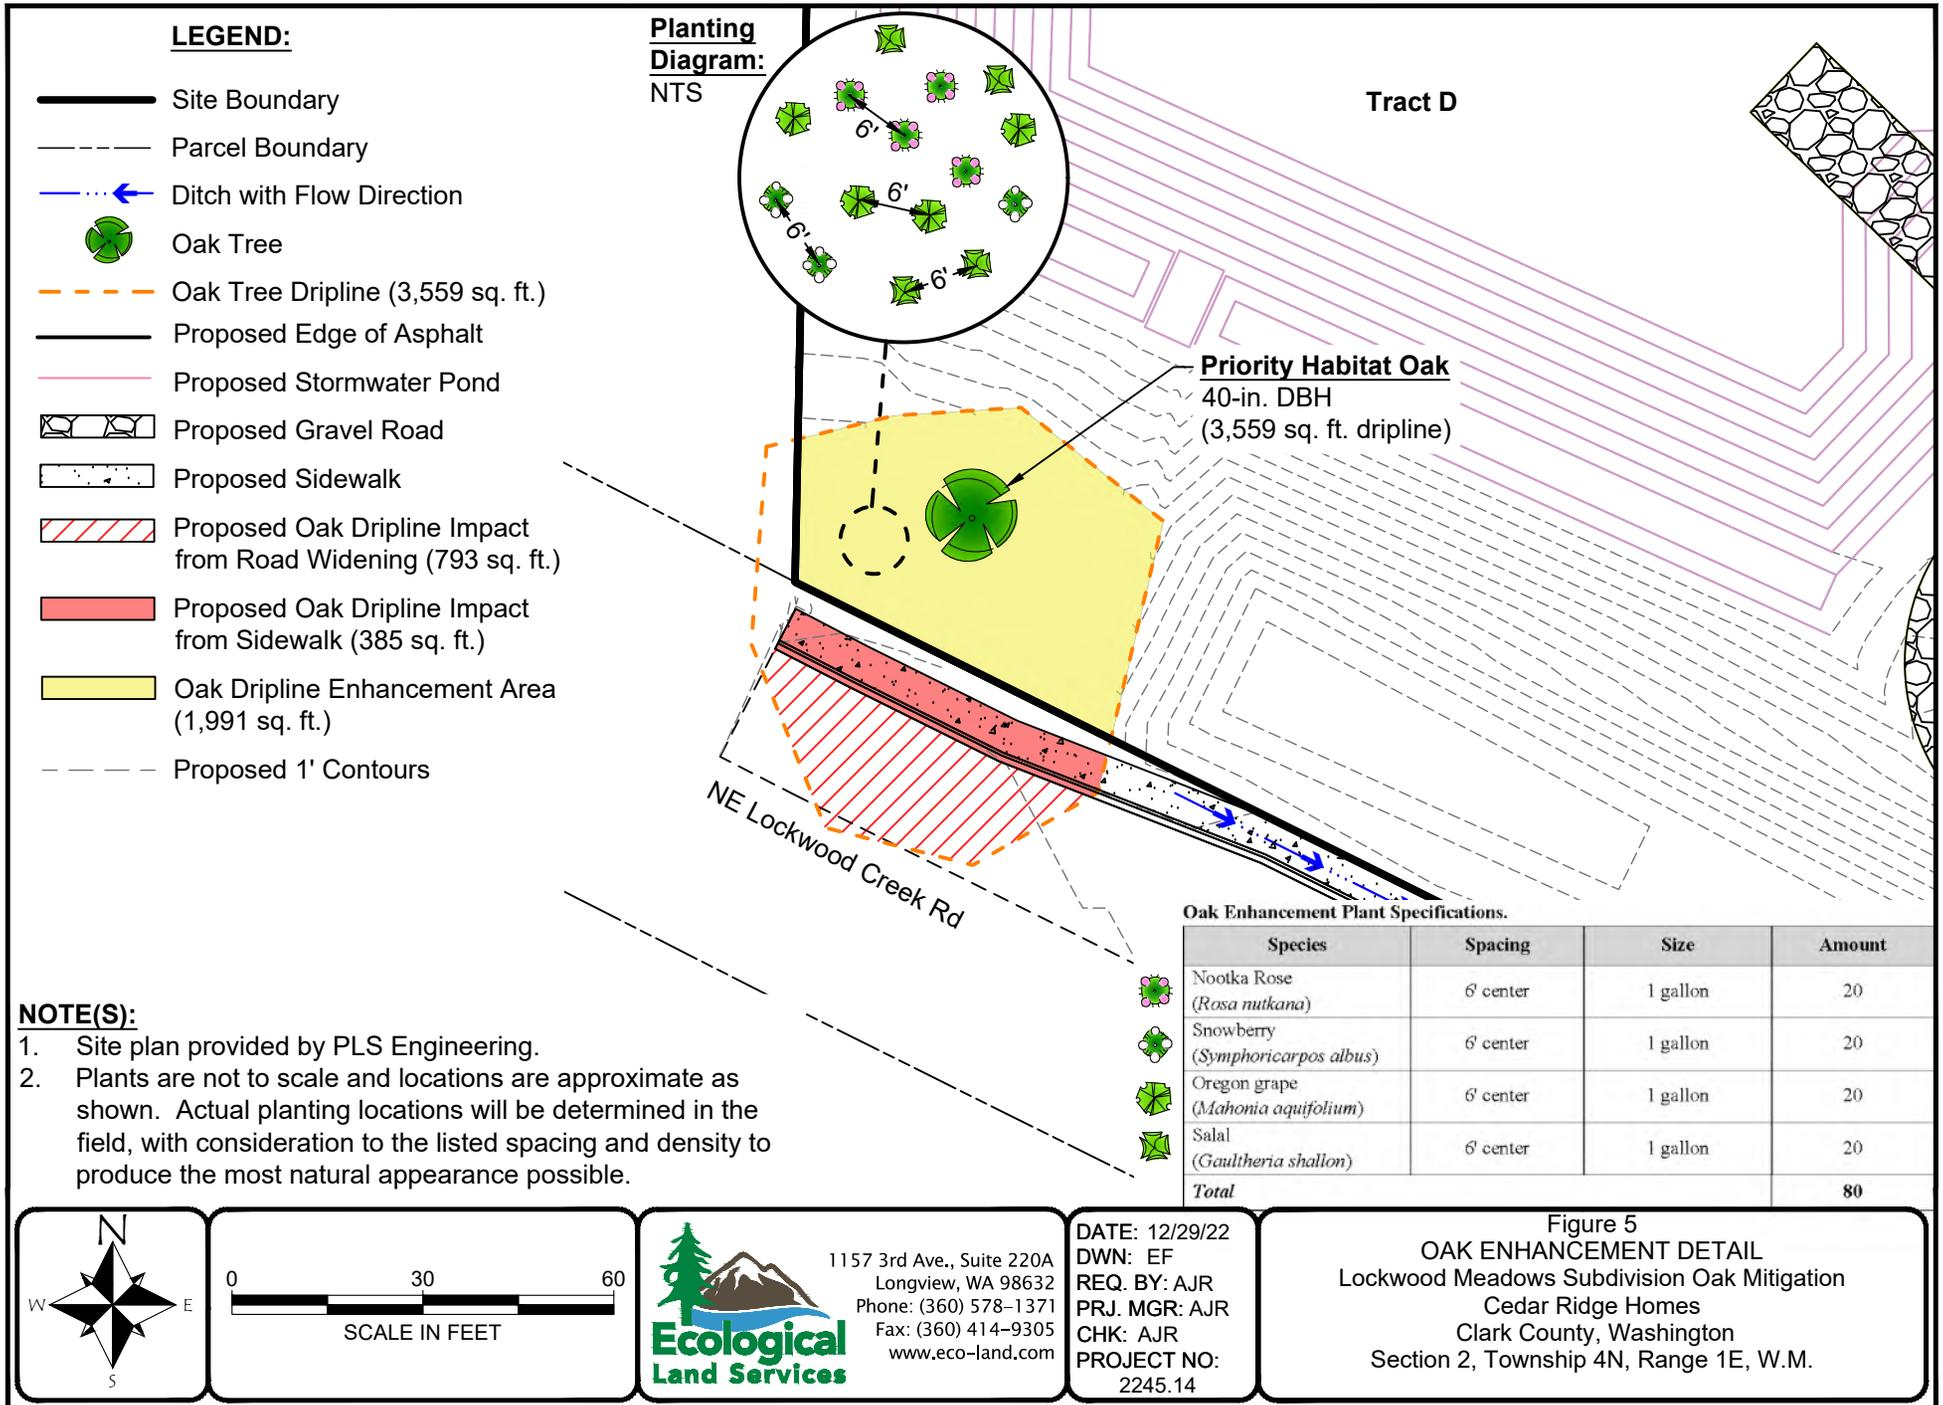 LEGEND:
Site Boundary
Parcel Boundary
Ditch with Flow Direction
Oak Tree
Oak Tree Dripline (3,559 sq. ft.)
Proposed Edge of Asphalt
Proposed Stormwater Pond
Proposed Gravel Road
Proposed Sidewalk
Proposed Oak Dripline Impact
from Road Widening (793 sq. ft.)
Proposed Oak Dripline Impact
from Sidewalk (385 sq. ft.)
Oak Dripline Enhancement Area
(1,991 sq. ft.)
Proposed 1' Contours
Planting
Diagram:
NTS
6'
6'
6'
6'
Tract D
Priority Habitat Oak
40-in. DBH
(3,559 sq. ft. dripline)
NE Lockwood Creek Rd
Oak Enhancement Plant Specifications.
Species Spacing Size Amount
Nootka Rose
(Rosa nutkana) 6' center 1 gallon 20
Snowberry
(Symphoricarpos albus) 6' center 1 gallon 20
Oregon grape
(Mahonia aquifolium) 6' center 1 gallon 20
Salal
(Gaultheria shallon) 6' center 1 gallon 20
Total 80
NOTE(S):
1. Site plan provided by PLS Engineering.
2. Plants are not to scale and locations are approximate as
shown. Actual planting locations will be determined in the
field, with consideration to the listed spacing and density to
produce the most natural appearance possible.
N
W
E
S
0 30 60
SCALE IN FEET
Ecological
Land Services
1157 3rd Ave., Suite 220A
Longview, WA 98632
Phone: (360) 578-1371
Fax: (360) 414-9305
www.eco-land.com
DATE: 12/29/22
DWN: EF
REQ. BY: AJR
PRJ. MGR: AJR
CHK: AJR
PROJECT NO:
2245.14
Figure 5
OAK ENHANCEMENT DETAIL
Lockwood Meadows Subdivision Oak Mitigation
Cedar Ridge Homes
Clark County, Washington
Section 2, Township 4N, Range 1E, W.M.